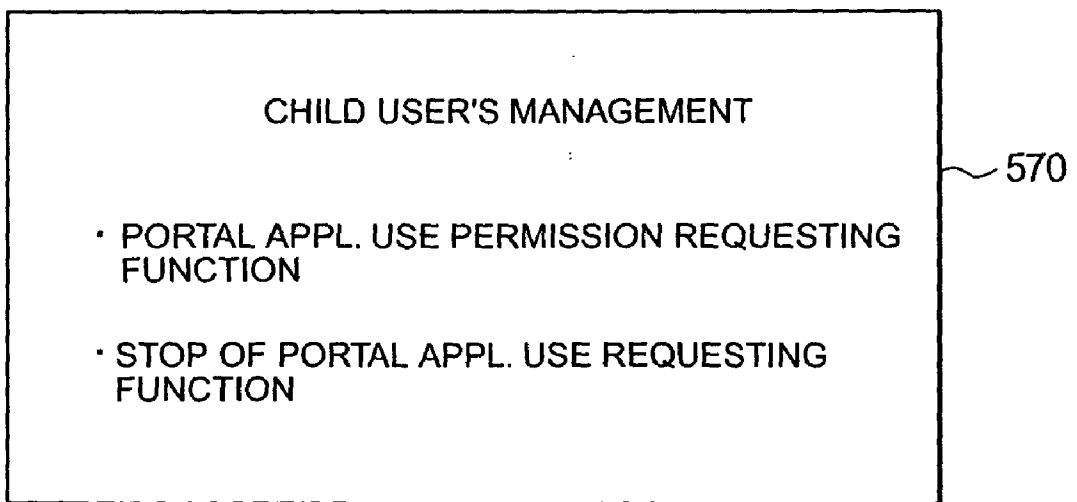 CHILD USER'S MANAGEMENT
570
· PORTAL APPL. USE PERMISSION REQUESTING
FUNCTION
· STOP OF PORTAL APPL. USE REQUESTING
FUNCTION